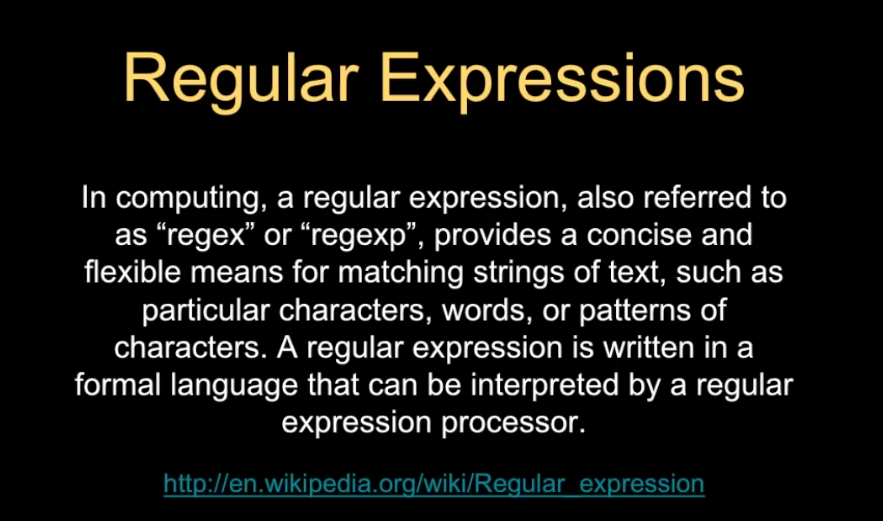 Regular Expressions
In computing, a regular expression, also referred to
as “regex” or “regexp”, provides a concise and
flexible means for matching strings of text, such as
particular characters, words, or patterns of
characters. A regular expression is written in a
formal language that can be interpreted by a regular
expression processor.
http://en.wikipedia.org/wiki/Regular_expression